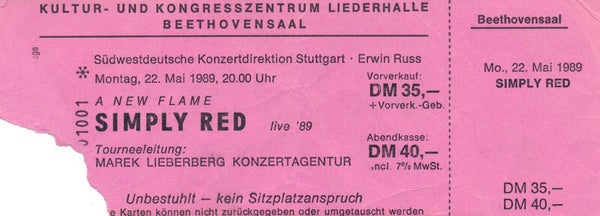 KULTUR- UND KONGRESSZENTRUM LIEDERHALLE
BEETHOVENSAAL
Südwestdeutsche Konzertdirektion Stuttgart · Erwin Russ
* Montag, 22. Mai 1989, 20.00 Uhr
Vorverkauf:
DM 35,—
+Vorverk.-Geb.
A NEW FLAME
SIMPLY RED live '89
Tourneeleitung:
MAREK LIEBERBERG KONZERTAGENTUR
Abendkasse:
DM 40,—
incl. 7% MwSt.
Unbestuhlt — kein Sitzplatzanspruch
e Karten können nicht zurückgegeben oder umgetauscht werden
1001
Beethovensaal
Mo., 22. Mai 1989
SIMPLY RED
DM 35,—
DM 40,—